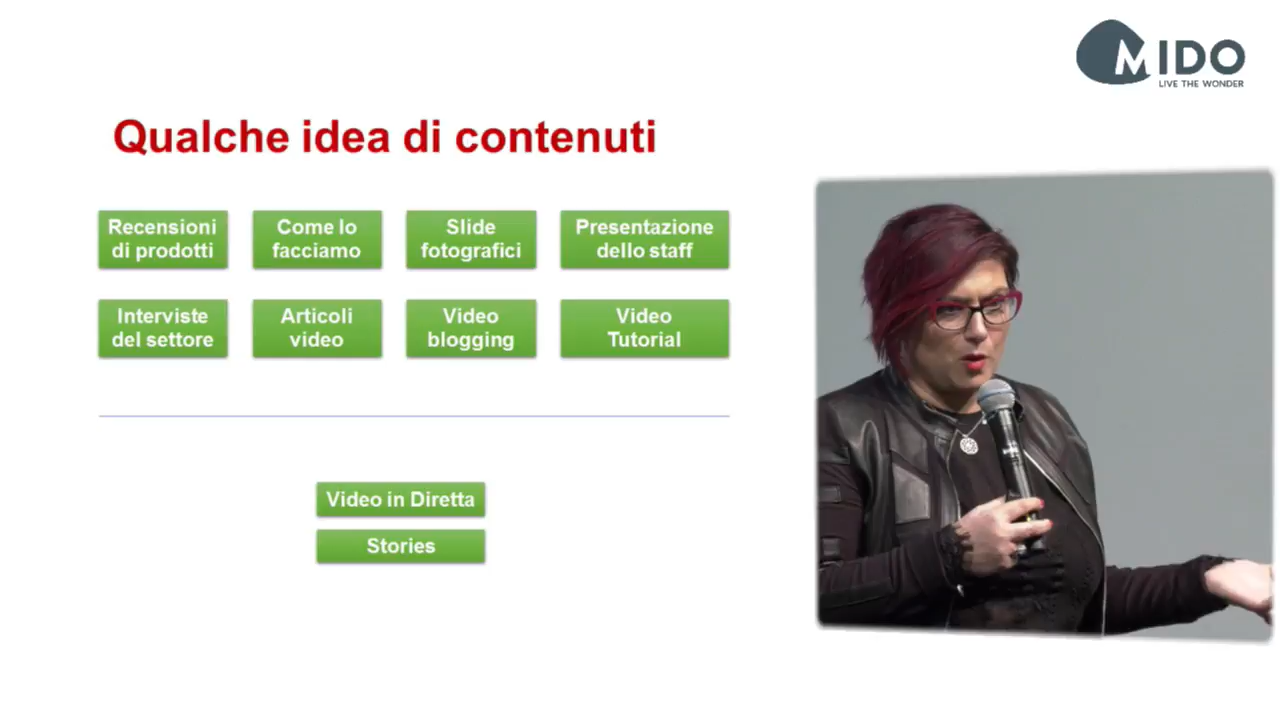 MIDO
LIVE THE WONDER
Qualche idea di contenuti
Recensioni
di prodotti
Come lo
facciamo
Slide
fotografici
Presentazione
dello staff
Interviste
del settore
Articoli
video
Video
blogging
Video
Tutorial
Video in Diretta
Stories